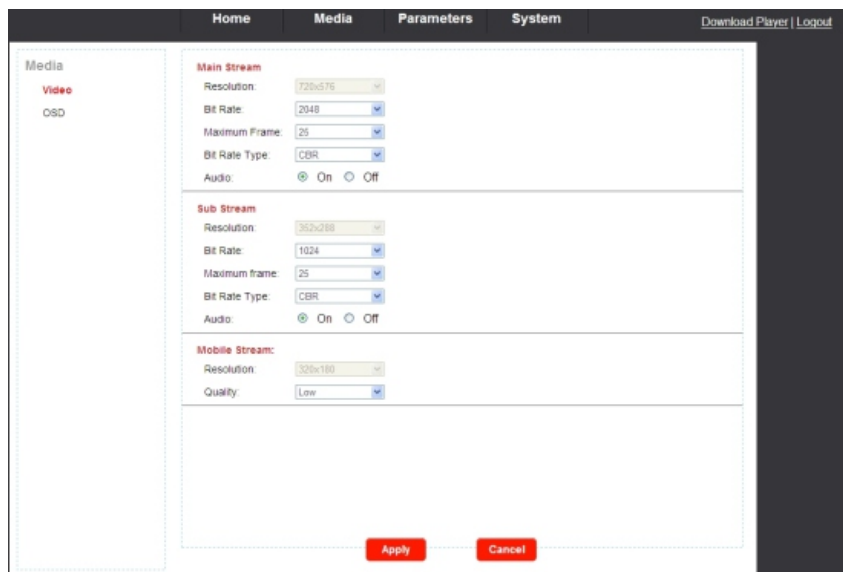 Home Media Parameters System Download Player | Logout
Media
Video
OSD
Main Stream
Resolution: 720x576
Bit Rate: 2048
Maximum Frame: 25
Bit Rate Type: CBR
Audio: On Off
Sub Stream
Resolution: 352x288
Bit Rate: 1024
Maximum frame: 25
Bit Rate Type: CBR
Audio: On Off
Mobile Stream:
Resolution: 320x180
Quality: Low
Apply Cancel